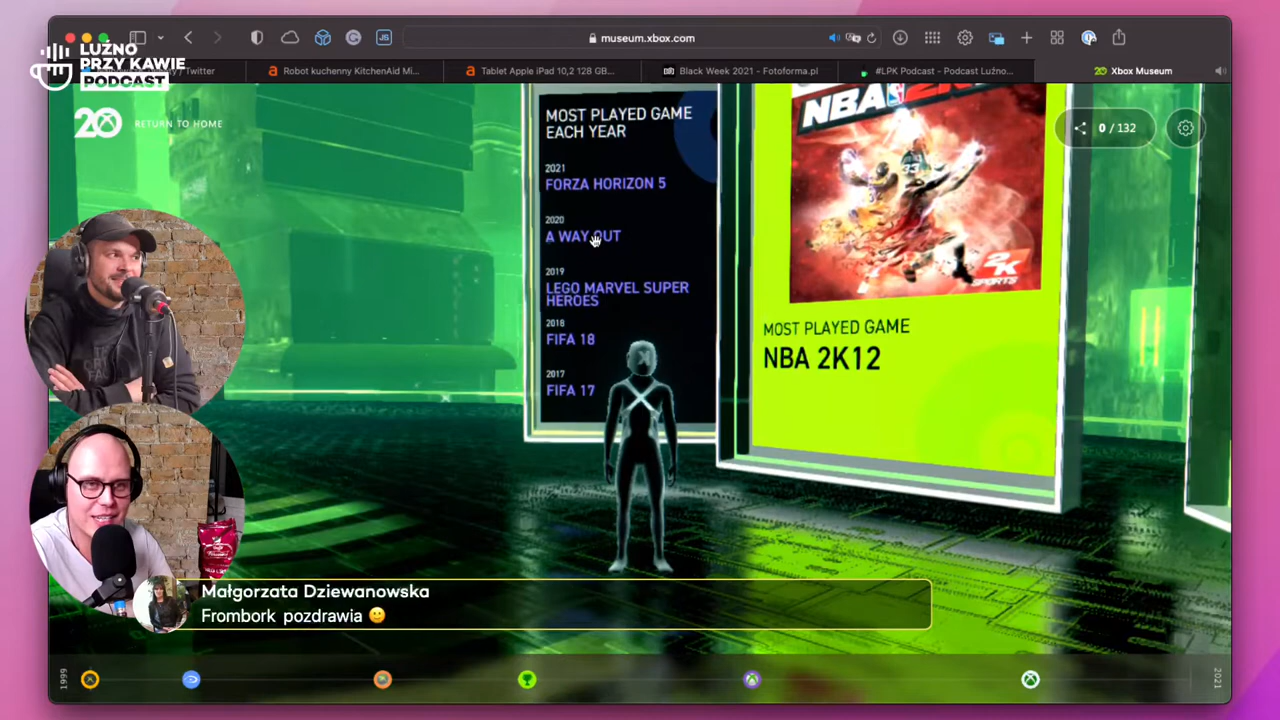 LUŹNO
PRZY KAWIE
PODCAST
museum.xbox.com
/ Twitter
Robot kuchenny KitchenAid Mi...
Tablet Apple iPad 10,2 128 GB...
Black Week 2021 - Fotoforma.pl
#LPK Podcast - Podcast Luźno...
20 Xbox Museum
20 RETURN TO HOME
0 / 132
MOST PLAYED GAME
EACH YEAR
2021
FORZA HORIZON 5
2020
A WAY OUT
2019
LEGO MARVEL SUPER
HEROES
2018
FIFA 18
2017
FIFA 17
33
2K
SPORTS
MOST PLAYED GAME
NBA 2K12
Małgorzata Dziewanowska
Frombork pozdrawia 🙂
1999
2021